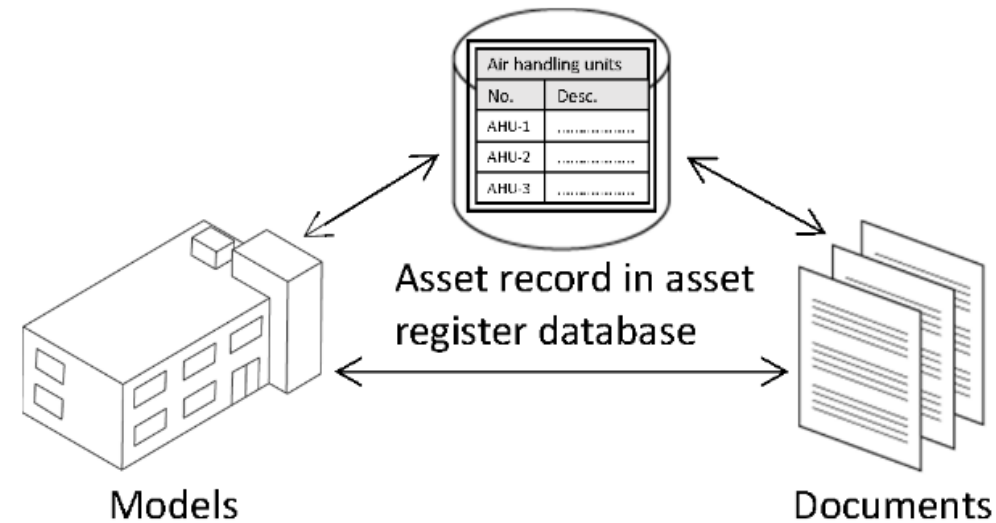 Air handling units
No. Desc.
AHU-1 ..................
AHU-2 ..................
AHU-3 ..................
Asset record in asset
register database
Models
Documents